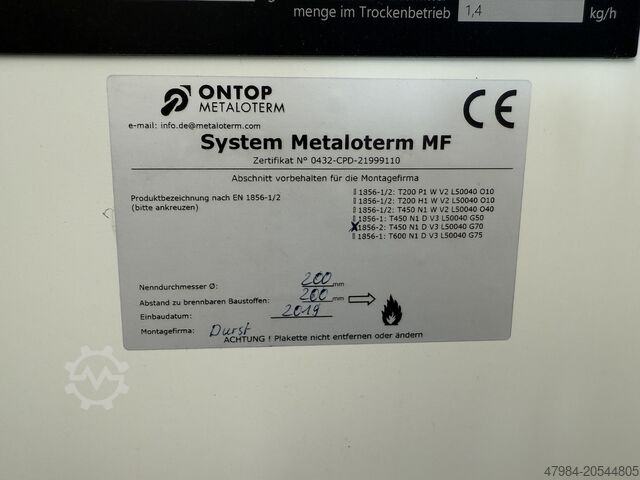 menge im Trockenbetrieb 1,4 kg/h
ONTOP
METALOTERM
CE
e-mail: info.de@metaloterm.com
System Metaloterm MF
Zertifikat N° 0432-CPD-21999110
Abschnitt vorbehalten für die Montagefirma
Produktbezeichnung nach EN 1856-1/2
(bitte ankreuzen)
1856-1/2: T200 P1 W V2 L50040 O10
1856-1/2: T200 H1 W V2 L50040 O10
1856-1/2: T450 N1 W V2 L50040 O40
1856-1: T450 N1 D V3 L50040 G50
x 1856-2: T450 N1 D V3 L50040 G70
1856-1: T600 N1 D V3 L50040 G75
Nenndurchmesser Ø: 200 mm
Abstand zu brennbaren Baustoffen: 200 mm
Einbaudatum: 2019
Montagefirma: Durst
ACHTUNG ! Plakette nicht entfernen oder ändern
47984-20544805